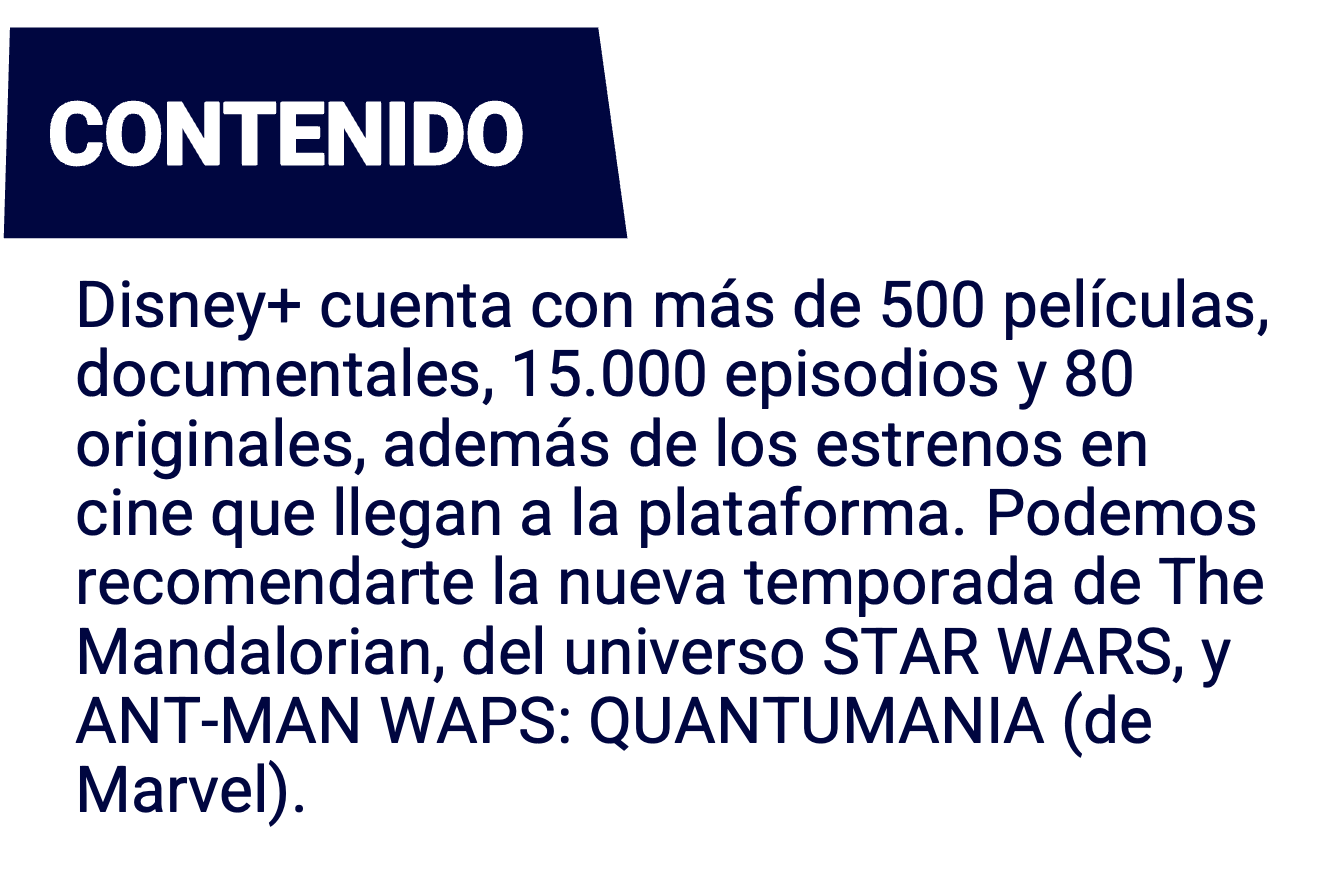 CONTENIDO
Disney+ cuenta con más de 500 películas,
documentales, 15.000 episodios y 80
originales, además de los estrenos en
cine que llegan a la plataforma. Podemos
recomendarte la nueva temporada de The
Mandalorian, del universo STAR WARS, y
ANT-MAN WAPS: QUANTUMANIA (de
Marvel).